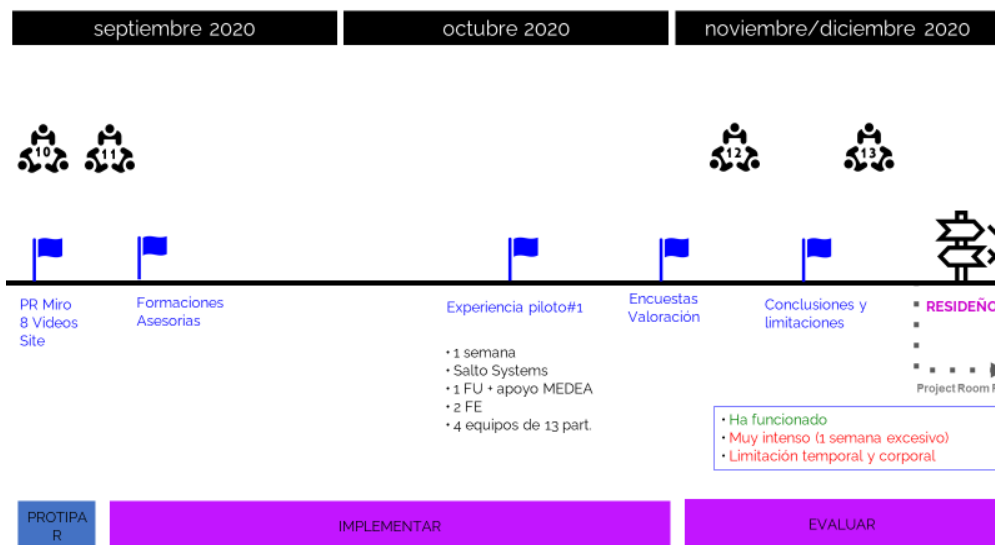 septiembre 2020
octubre 2020
noviembre/diciembre 2020
10
11
12
13
PR Miro
8 Videos
Site
Formaciones
Asesorias
Experiencia piloto#1
Encuestas
Valoración
Conclusiones y
limitaciones
RESIDEÑO
• 1 semana
• Salto Systems
• 1 FU + apoyo MEDEA
• 2 FE
• 4 equipos de 13 part.
Project Room
• Ha funcionado
• Muy intenso (1 semana excesivo)
• Limitación temporal y corporal
PROTIPA
R
IMPLEMENTAR
EVALUAR